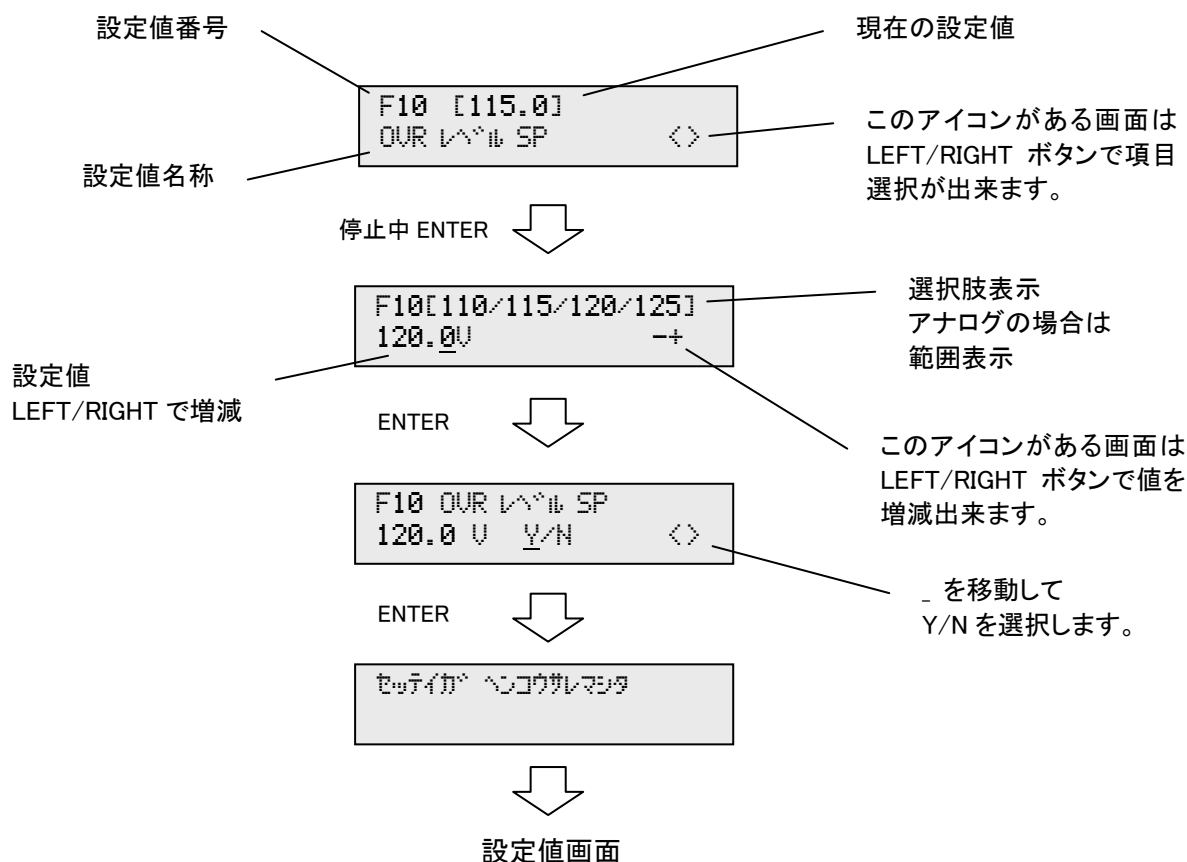 設定値番号
現在の設定値
F10 [115.0]
OVR レベル SP <>
設定値名称
このアイコンがある画面は
LEFT/RIGHT ボタンで項目
選択が出来ます。
停止中 ENTER
F10[110/115/120/125]
120.0V -+
選択肢表示
アナログの場合は
範囲表示
設定値
LEFT/RIGHT で増減
ENTER
このアイコンがある画面は
LEFT/RIGHT ボタンで値を
増減出来ます。
F10 OVR レベル SP
120.0 V Y/N <>
_ を移動して
Y/N を選択します。
ENTER
セッテイガ ヘンコウサレマシタ
設定値画面